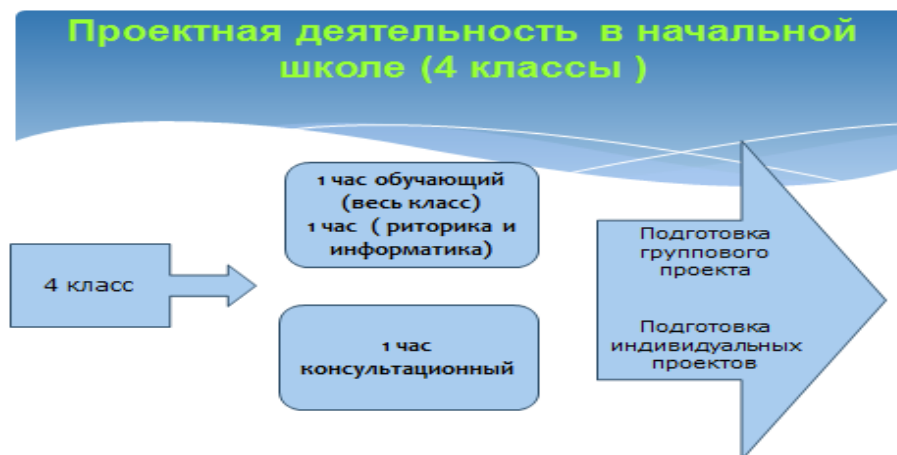 Проектная деятельность в начальной
школе (4 классы )
4 класс
1 час обучающий
(весь класс)
1 час ( риторика и
информатика)
1 час
консультационный
Подготовка
группового
проекта
Подготовка
индивидуальных
проектов